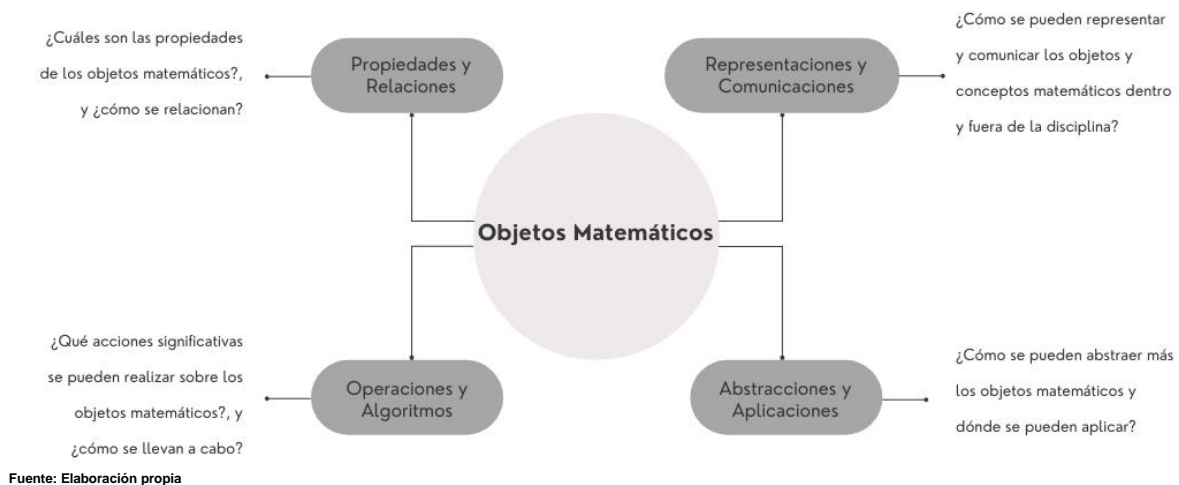 ¿Cuáles son las propiedades
de los objetos matemáticos?,
y ¿cómo se relacionan?
Propiedades y
Relaciones
Representaciones y
Comunicaciones
¿Cómo se pueden representar
y comunicar los objetos y
conceptos matemáticos dentro
y fuera de la disciplina?
Objetos Matemáticos
¿Qué acciones significativas
se pueden realizar sobre los
objetos matemáticos?, y
¿cómo se llevan a cabo?
Operaciones y
Algoritmos
Abstracciones y
Aplicaciones
¿Cómo se pueden abstraer más
los objetos matemáticos y
dónde se pueden aplicar?
Fuente: Elaboración propia